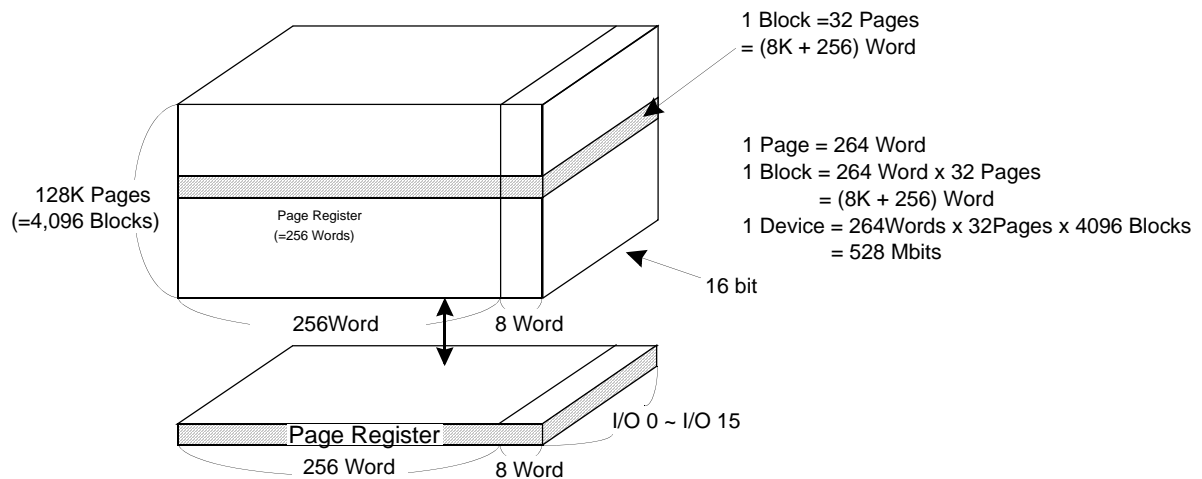 1 Block =32 Pages
= (8K + 256) Word
1 Page = 264 Word
1 Block = 264 Word x 32 Pages
= (8K + 256) Word
1 Device = 264Words x 32Pages x 4096 Blocks
= 528 Mbits
128K Pages
(=4,096 Blocks)
Page Register
(=256 Words)
16 bit
256Word
8 Word
Page Register
I/O 0 ~ I/O 15
256 Word
8 Word